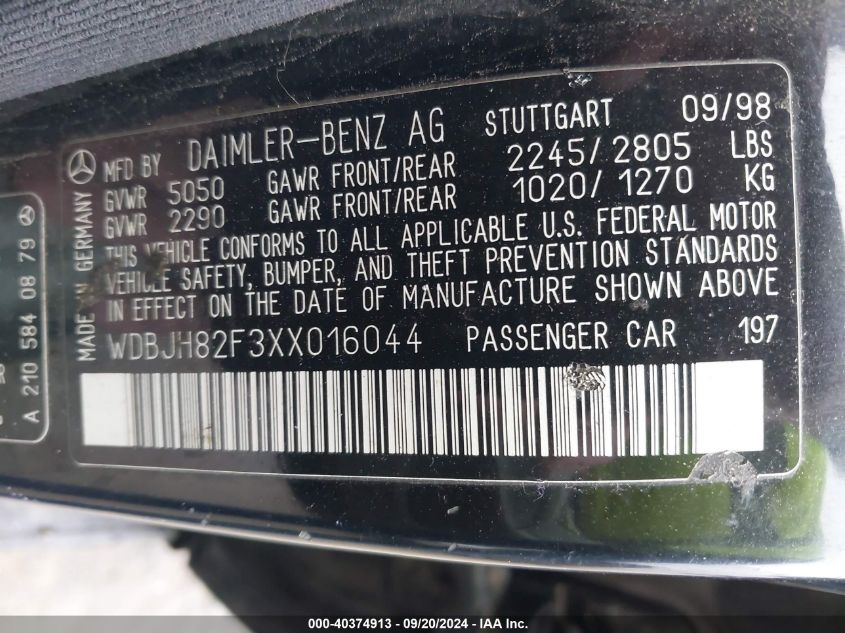 MFD BY DAIMLER-BENZ AG STUTTGART 09/98
GVWR 5050 GAWR FRONT/REAR 2245/2805 LBS
GVWR 2290 GAWR FRONT/REAR 1020/1270 KG
THIS VEHICLE CONFORMS TO ALL APPLICABLE U.S. FEDERAL MOTOR
VEHICLE SAFETY, BUMPER, AND THEFT PREVENTION STANDARDS
IN EFFECT ON THE DATE OF MANUFACTURE SHOWN ABOVE
WDBJH82F3XX016044 PASSENGER CAR 197
MADE IN GERMANY
A 210 584 08 79
000-40374913 - 09/20/2024 - IAA Inc.